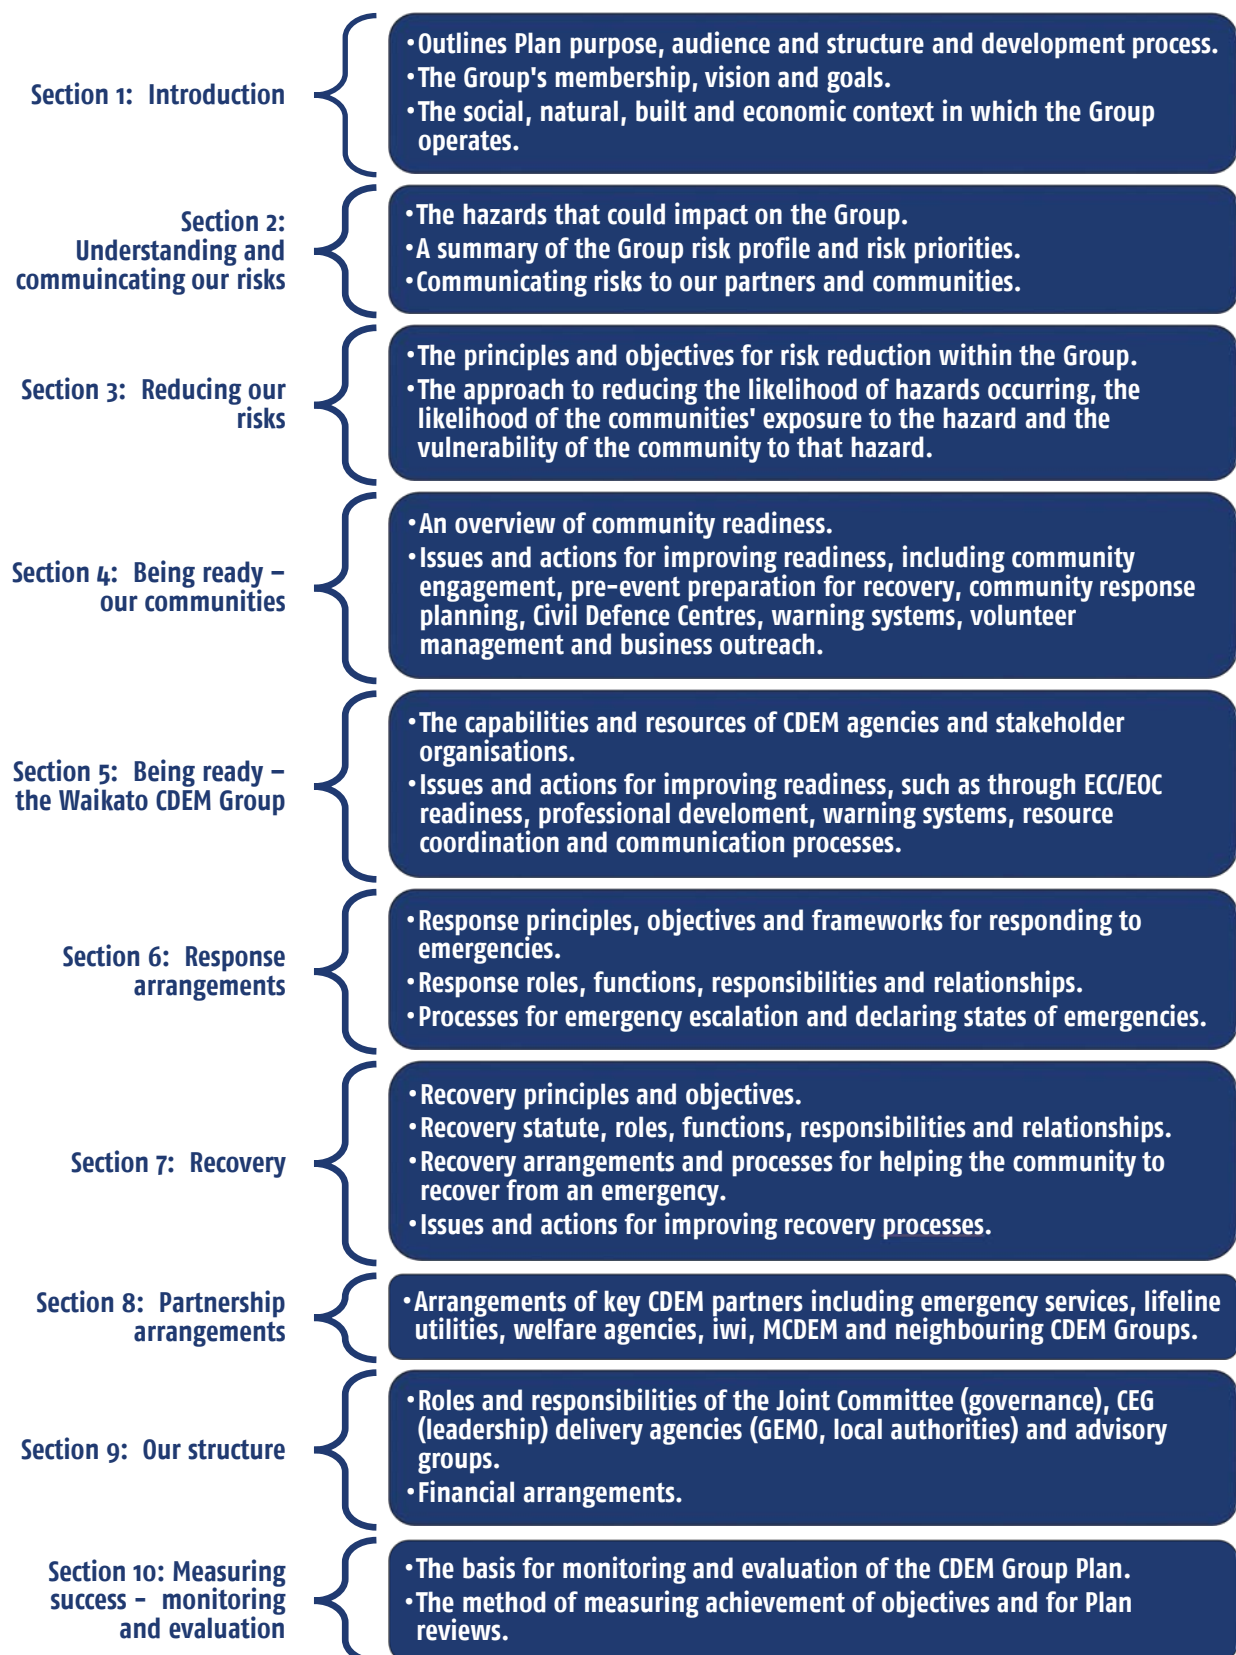 Section 1: Introduction
•Outlines Plan purpose, audience and structure and development process.
•The Group's membership, vision and goals.
•The social, natural, built and economic context in which the Group
operates.
Section 2:
Understanding and
commuincating our risks
•The hazards that could impact on the Group.
•A summary of the Group risk profile and risk priorities.
•Communicating risks to our partners and communities.
Section 3: Reducing our
risks
•The principles and objectives for risk reduction within the Group.
•The approach to reducing the likelihood of hazards occurring, the
likelihood of the communities' exposure to the hazard and the
vulnerability of the community to that hazard.
Section 4: Being ready –
our communities
•An overview of community readiness.
•Issues and actions for improving readiness, including community
engagement, pre-event preparation for recovery, community response
planning, Civil Defence Centres, warning systems, volunteer
management and business outreach.
Section 5: Being ready –
the Waikato CDEM Group
•The capabilities and resources of CDEM agencies and stakeholder
organisations.
•Issues and actions for improving readiness, such as through ECC/EOC
readiness, professional develoment, warning systems, resource
coordination and communication processes.
Section 6: Response
arrangements
•Response principles, objectives and frameworks for responding to
emergencies.
•Response roles, functions, responsibilities and relationships.
•Processes for emergency escalation and declaring states of emergencies.
Section 7: Recovery
•Recovery principles and objectives.
•Recovery statute, roles, functions, responsibilities and relationships.
•Recovery arrangements and processes for helping the community to
recover from an emergency.
•Issues and actions for improving recovery processes.
Section 8: Partnership
arrangements
•Arrangements of key CDEM partners including emergency services, lifeline
utilities, welfare agencies, iwi, MCDEM and neighbouring CDEM Groups.
Section 9: Our structure
•Roles and responsibilities of the Joint Committee (governance), CEG
(leadership) delivery agencies (GEMO, local authorities) and advisory
groups.
•Financial arrangements.
Section 10: Measuring
success - monitoring
and evaluation
•The basis for monitoring and evaluation of the CDEM Group Plan.
•The method of measuring achievement of objectives and for Plan
reviews.